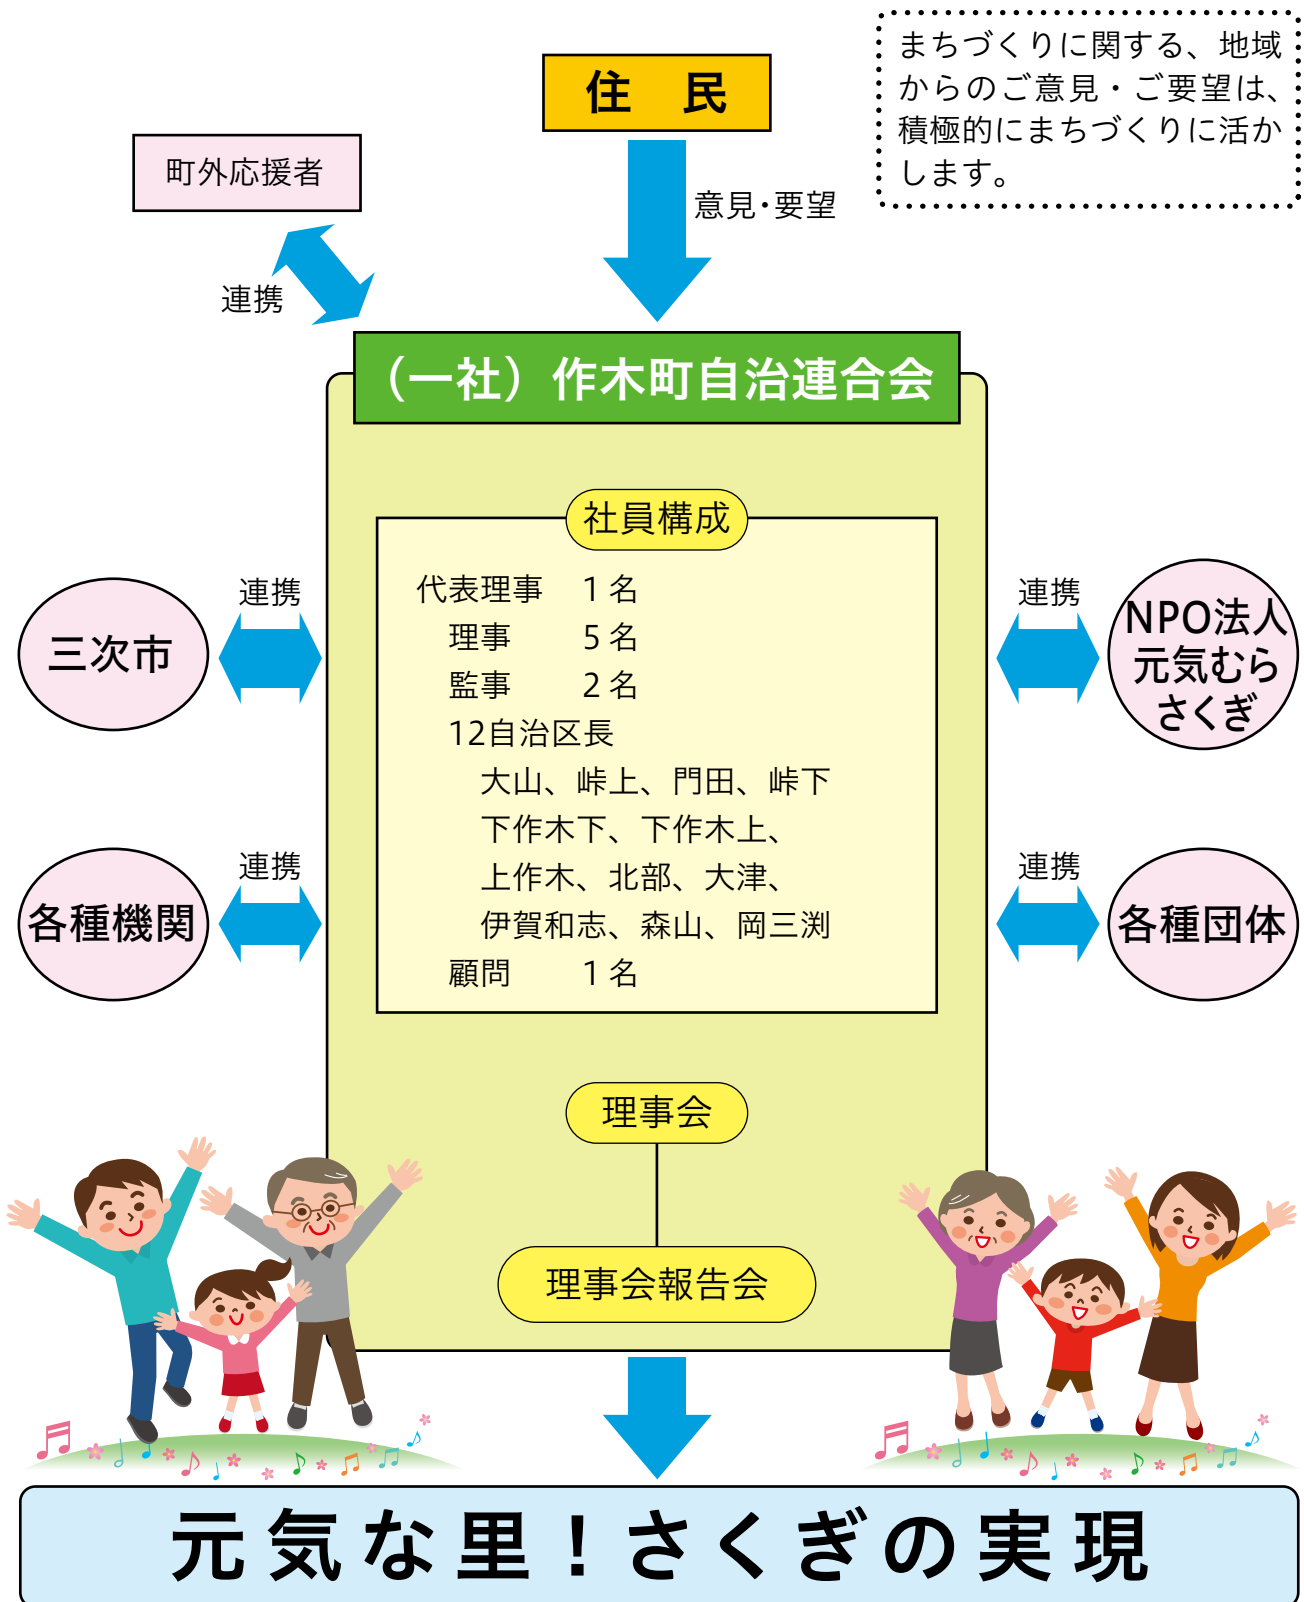 住　民
まちづくりに関する、地域
からのご意見・ご要望は、
積極的にまちづくりに活か
します。
町外応援者
意見・要望
連携
（一社）作木町自治連合会
社員構成
代表理事　1名
理事　　5名
監事　　2名
12自治区長
大山、峠上、門田、峠下
下作木下、下作木上、
上作木、北部、大津、
伊賀和志、森山、岡三渕
顧問　　1名
連携
三次市
連携
NPO法人
元気むら
さくぎ
連携
各種機関
連携
各種団体
理事会
理事会報告会
元気な里！さくぎの実現